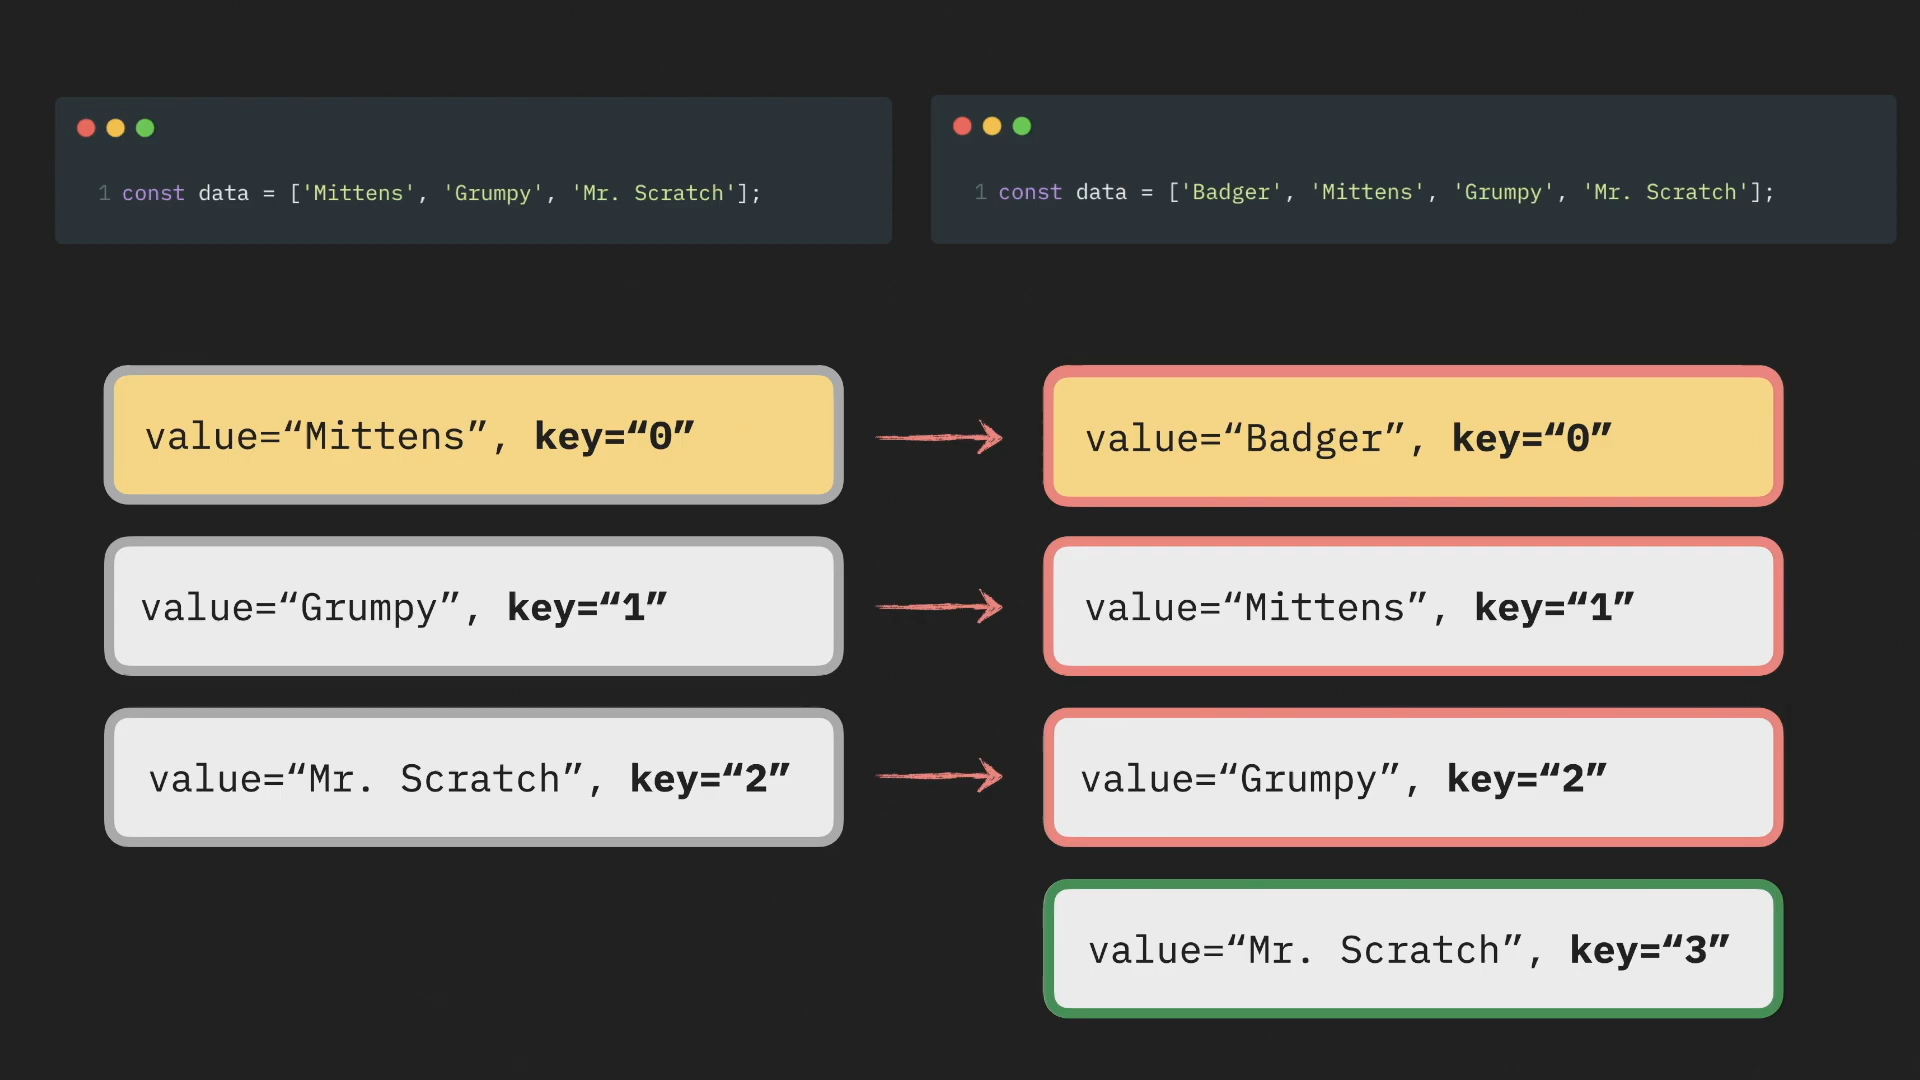 1 const data = ['Mittens', 'Grumpy', 'Mr. Scratch'];
1 const data = ['Badger', 'Mittens', 'Grumpy', 'Mr. Scratch'];
value=“Mittens”, key=“0”
value=“Badger”, key=“0”
value=“Grumpy”, key=“1”
value=“Mittens”, key=“1”
value=“Mr. Scratch”, key=“2”
value=“Grumpy”, key=“2”
value=“Mr. Scratch”, key=“3”